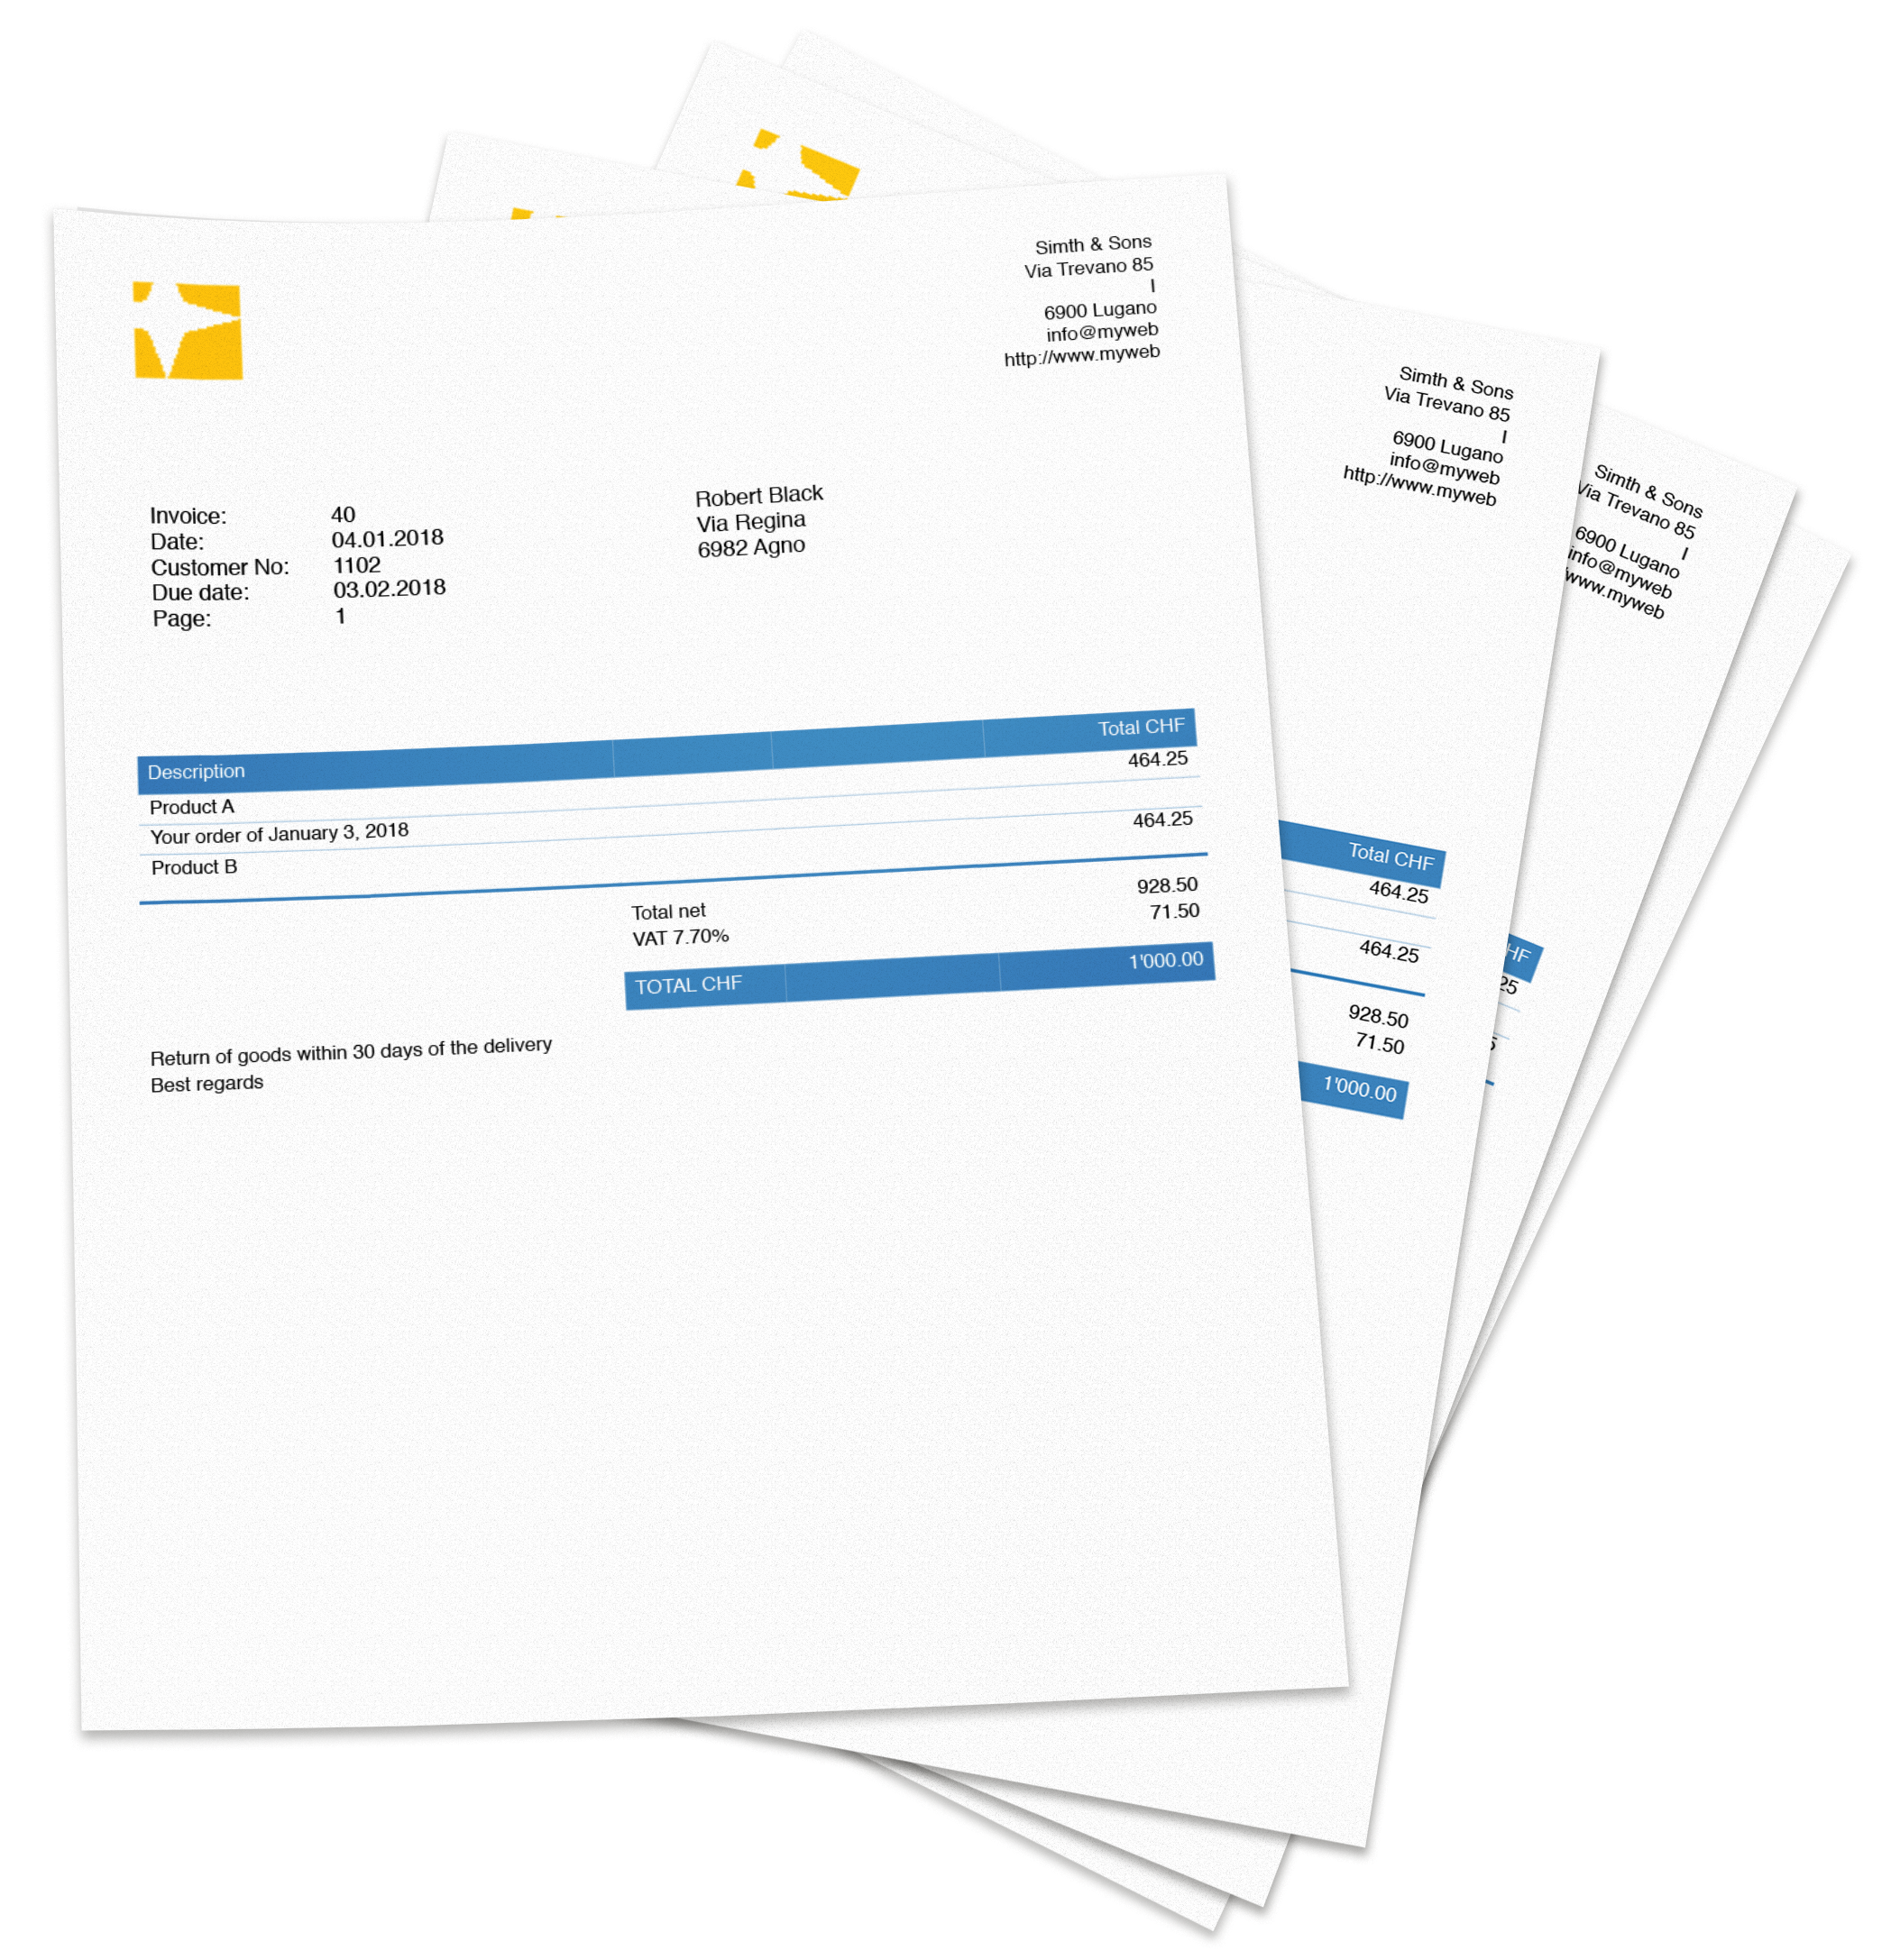 Simth & Sons
Via Trevano 85
I
6900 Lugano
info@myweb
http://www.myweb
Invoice: 40
Date: 04.01.2018
Customer No: 1102
Due date: 03.02.2018
Page: 1
Robert Black
Via Regina
6982 Agno
Description Total CHF
Product A 464.25
Your order of January 3, 2018
Product B 464.25
Total net 928.50
VAT 7.70% 71.50
TOTAL CHF 1'000.00
Return of goods within 30 days of the delivery
Best regards
Simth & Sons
Via Trevano 85
I
6900 Lugano
info@myweb
http://www.myweb
Total CHF
464.25
464.25
928.50
71.50
1'000.00
Simth & Sons
Via Trevano 85
I
6900 Lugano
info@myweb
/www.myweb
HF
25
5